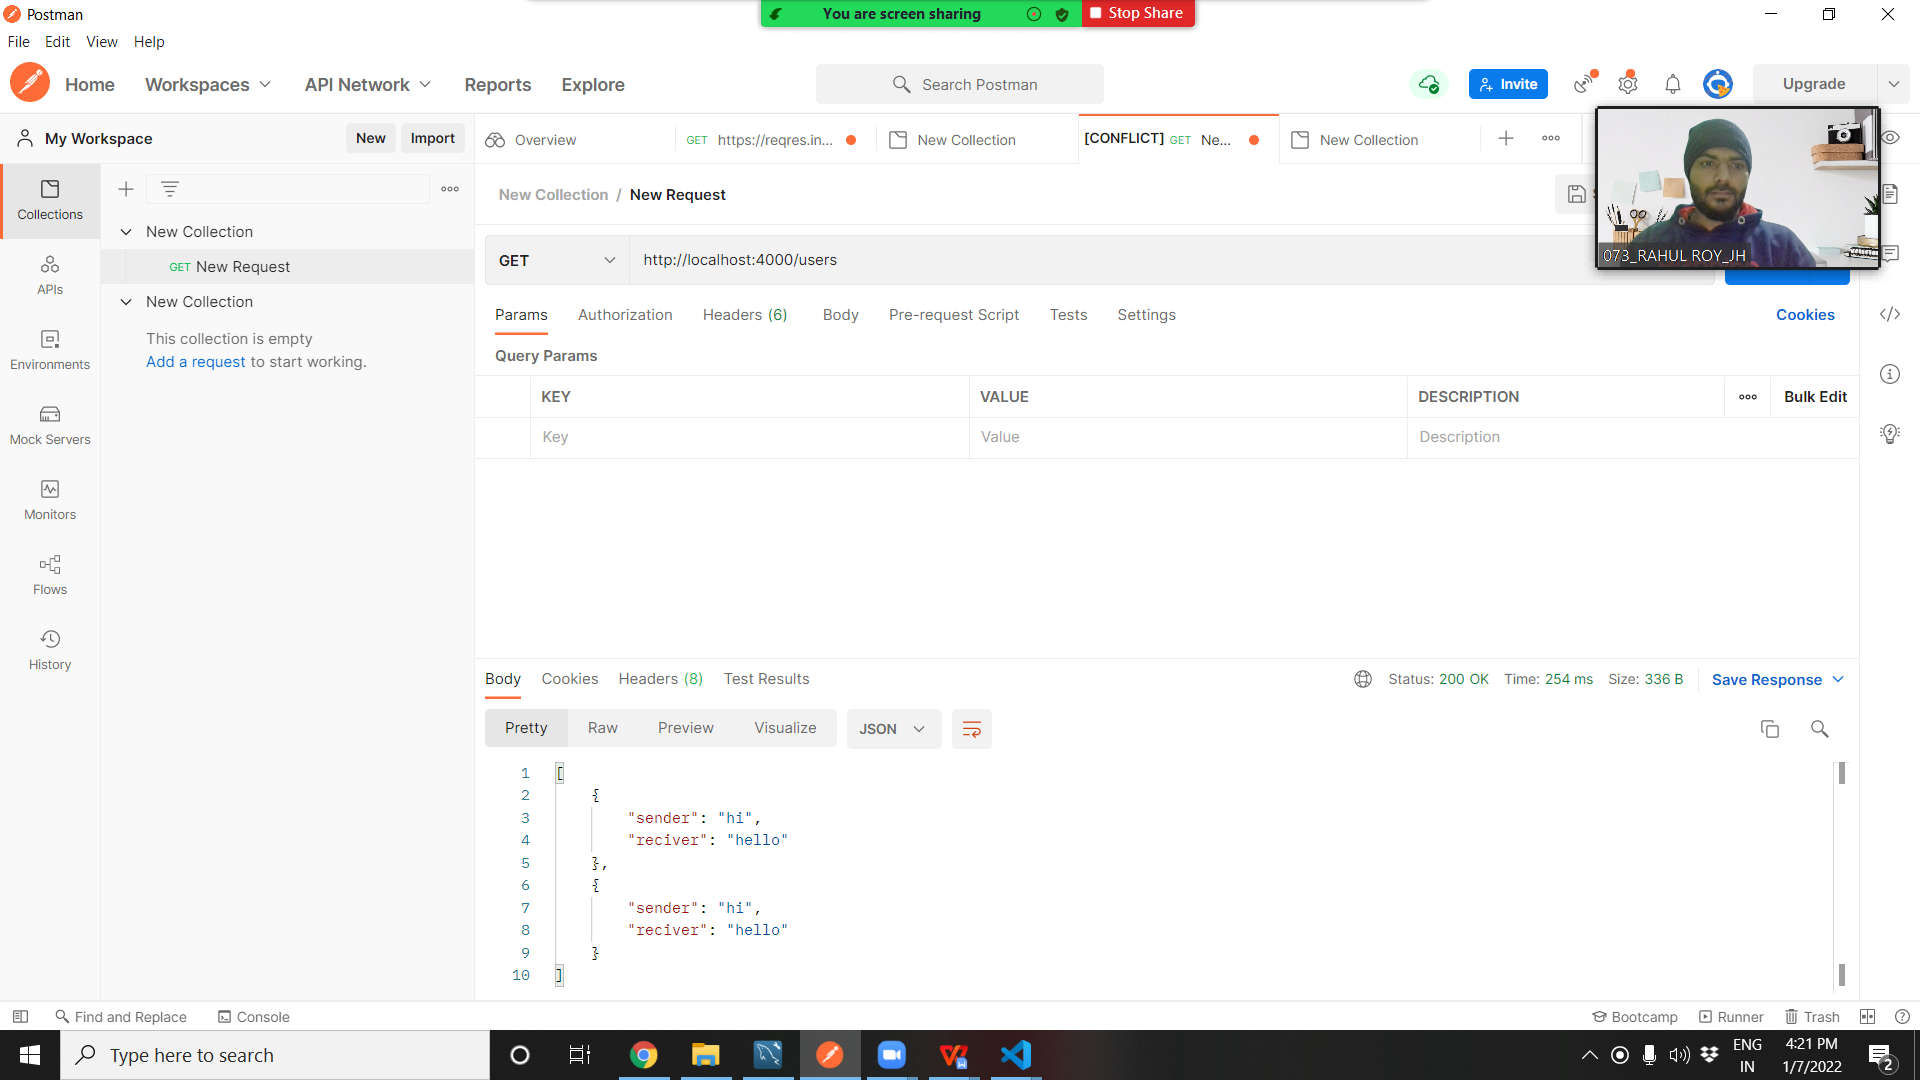 Postman
You are screen sharing
Stop Share
File Edit View Help
Home Workspaces API Network Reports Explore
Search Postman
Invite
Upgrade
My Workspace
New Import
Overview
GET https://reqres.in...
New Collection
[CONFLICT] GET Ne...
New Collection
Collections
APIs
Environments
Mock Servers
Monitors
Flows
History
New Collection
GET New Request
New Collection
This collection is empty
Add a request to start working.
New Collection / New Request
073_RAHUL ROY_JH
GET http://localhost:4000/users
Params Authorization Headers (6) Body Pre-request Script Tests Settings Cookies
Query Params
KEY VALUE DESCRIPTION Bulk Edit
Key Value Description
Body Cookies Headers (8) Test Results Status: 200 OK Time: 254 ms Size: 336 B Save Response
Pretty Raw Preview Visualize JSON
1 [
2 {
3 "sender": "hi",
4 "reciver": "hello"
5 },
6 {
7 "sender": "hi",
8 "reciver": "hello"
9 }
10 ]
Find and Replace Console Bootcamp Runner Trash
Type here to search
ENG
IN
4:21 PM
1/7/2022
2